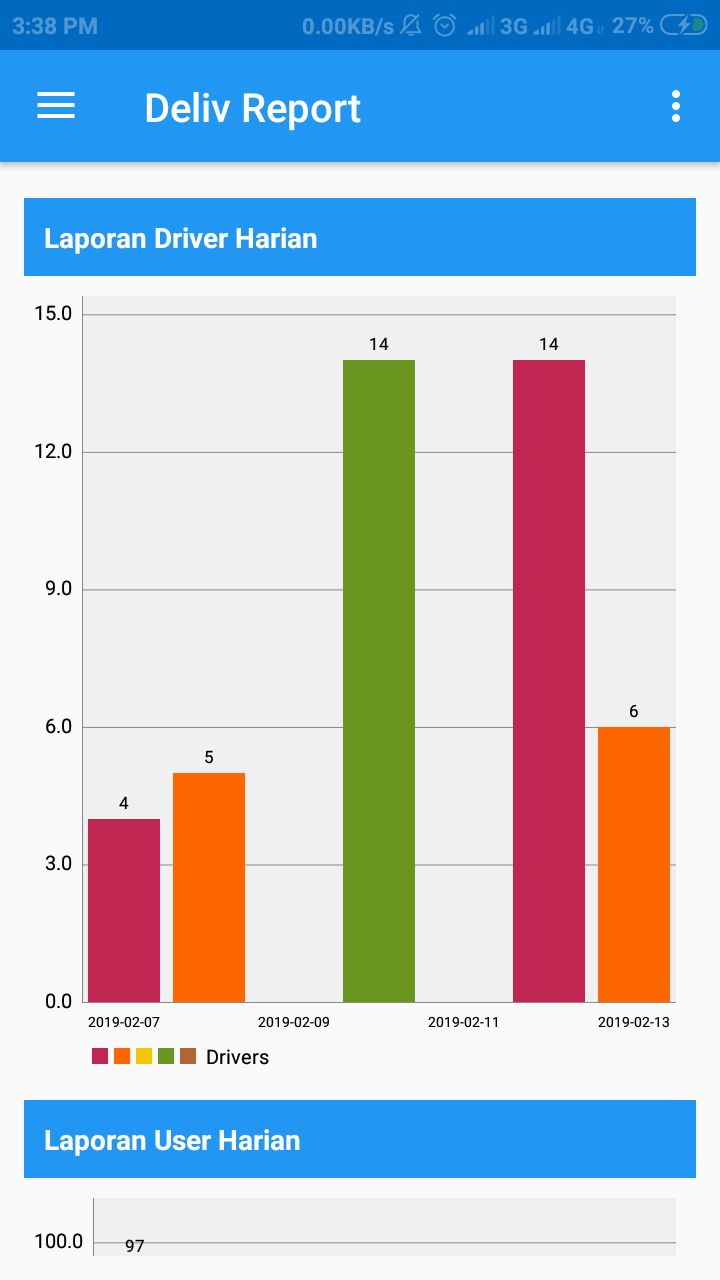 3:38 PM 0.00KB/s 3G 4G 27%
Deliv Report
Laporan Driver Harian
15.0
14 14
12.0
9.0
6.0
6
5
4
3.0
0.0
2019-02-07 2019-02-09 2019-02-11 2019-02-13
Drivers
Laporan User Harian
100.0 97